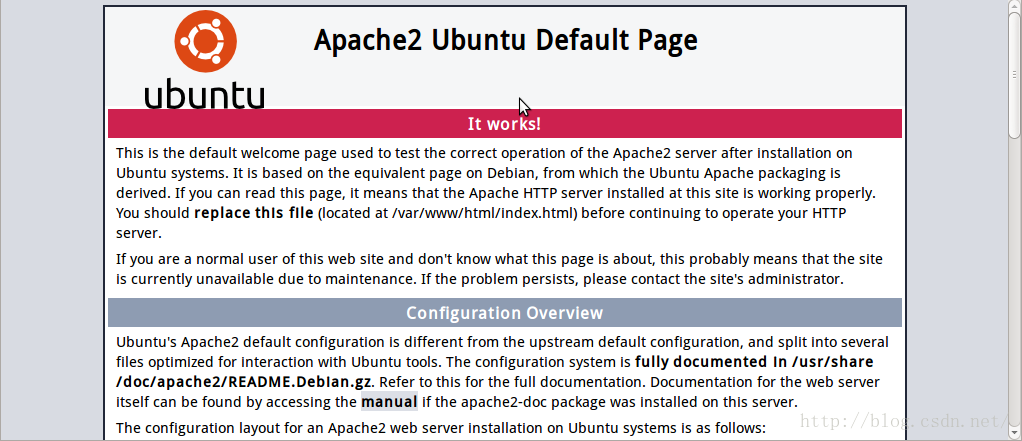 Apache2 Ubuntu Default Page
ubuntu
It works!
This is the default welcome page used to test the correct operation of the Apache2 server after installation on
Ubuntu systems. It is based on the equivalent page on Debian, from which the Ubuntu Apache packaging is
derived. If you can read this page, it means that the Apache HTTP server installed at this site is working properly.
You should replace this file (located at /var/www/html/index.html) before continuing to operate your HTTP
server.
If you are a normal user of this web site and don't know what this page is about, this probably means that the site
is currently unavailable due to maintenance. If the problem persists, please contact the site's administrator.
Configuration Overview
Ubuntu's Apache2 default configuration is different from the upstream default configuration, and split into several
files optimized for interaction with Ubuntu tools. The configuration system is fully documented in /usr/share
/doc/apache2/README.Debian.gz. Refer to this for the full documentation. Documentation for the web server
itself can be found by accessing the manual if the apache2-doc package was installed on this server.
http://blog.csdn.net/
The configuration layout for an Apache2 web server installation on Ubuntu systems is as follows: